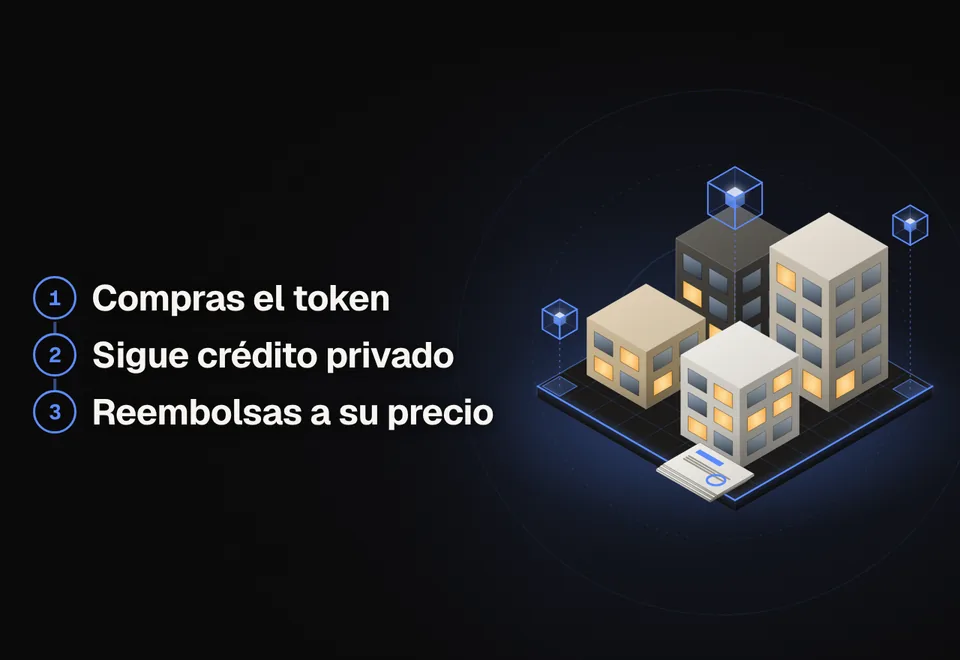 1 Compras el token
2 Sigue crédito privado
3 Reembolsas a su precio